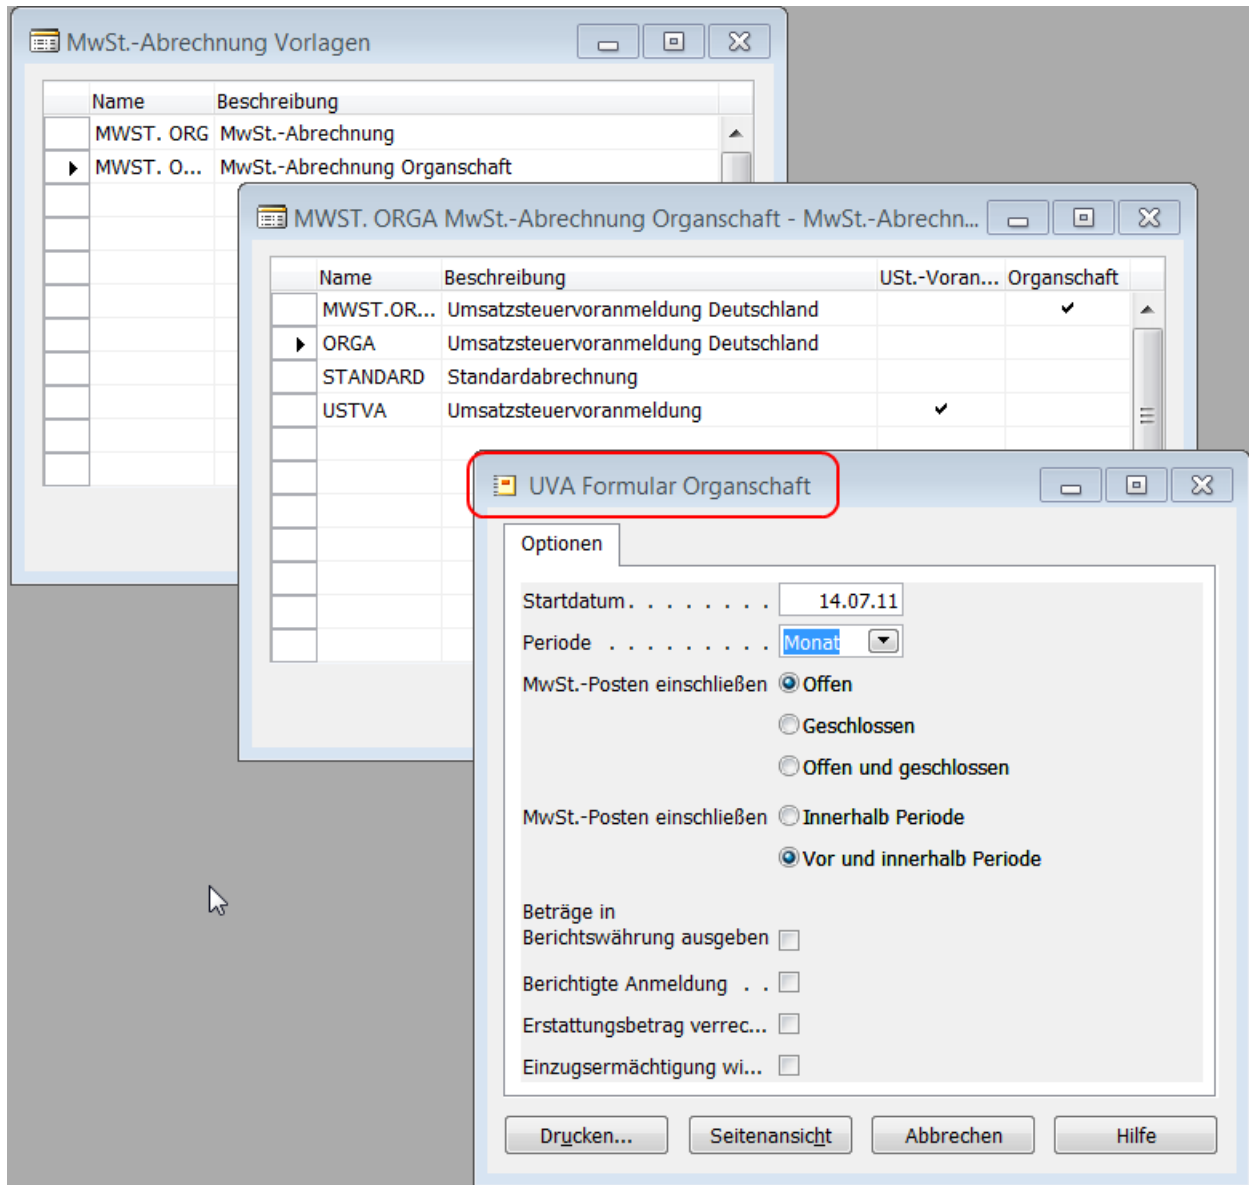 MwSt.-Abrechnung Vorlagen
Name Beschreibung
MWST. ORG MwSt.-Abrechnung
MWST. O... MwSt.-Abrechnung Organschaft
MWST. ORGA MwSt.-Abrechnung Organschaft - MwSt.-Abrechn...
Name Beschreibung USt.-Voran... Organschaft
MWST.OR... Umsatzsteuervoranmeldung Deutschland
ORGA Umsatzsteuervoranmeldung Deutschland
STANDARD Standardabrechnung
USTVA Umsatzsteuervoranmeldung
UVA Formular Organschaft
Optionen
Startdatum. . . . . . . . 14.07.11
Periode . . . . . . . . . Monat
MwSt.-Posten einschließen Offen
Geschlossen
Offen und geschlossen
MwSt.-Posten einschließen Innerhalb Periode
Vor und innerhalb Periode
Beträge in
Berichtswährung ausgeben
Berichtigte Anmeldung . .
Erstattungsbetrag verrec...
Einzugsermächtigung wi...
Drucken... Seitenansicht Abbrechen Hilfe